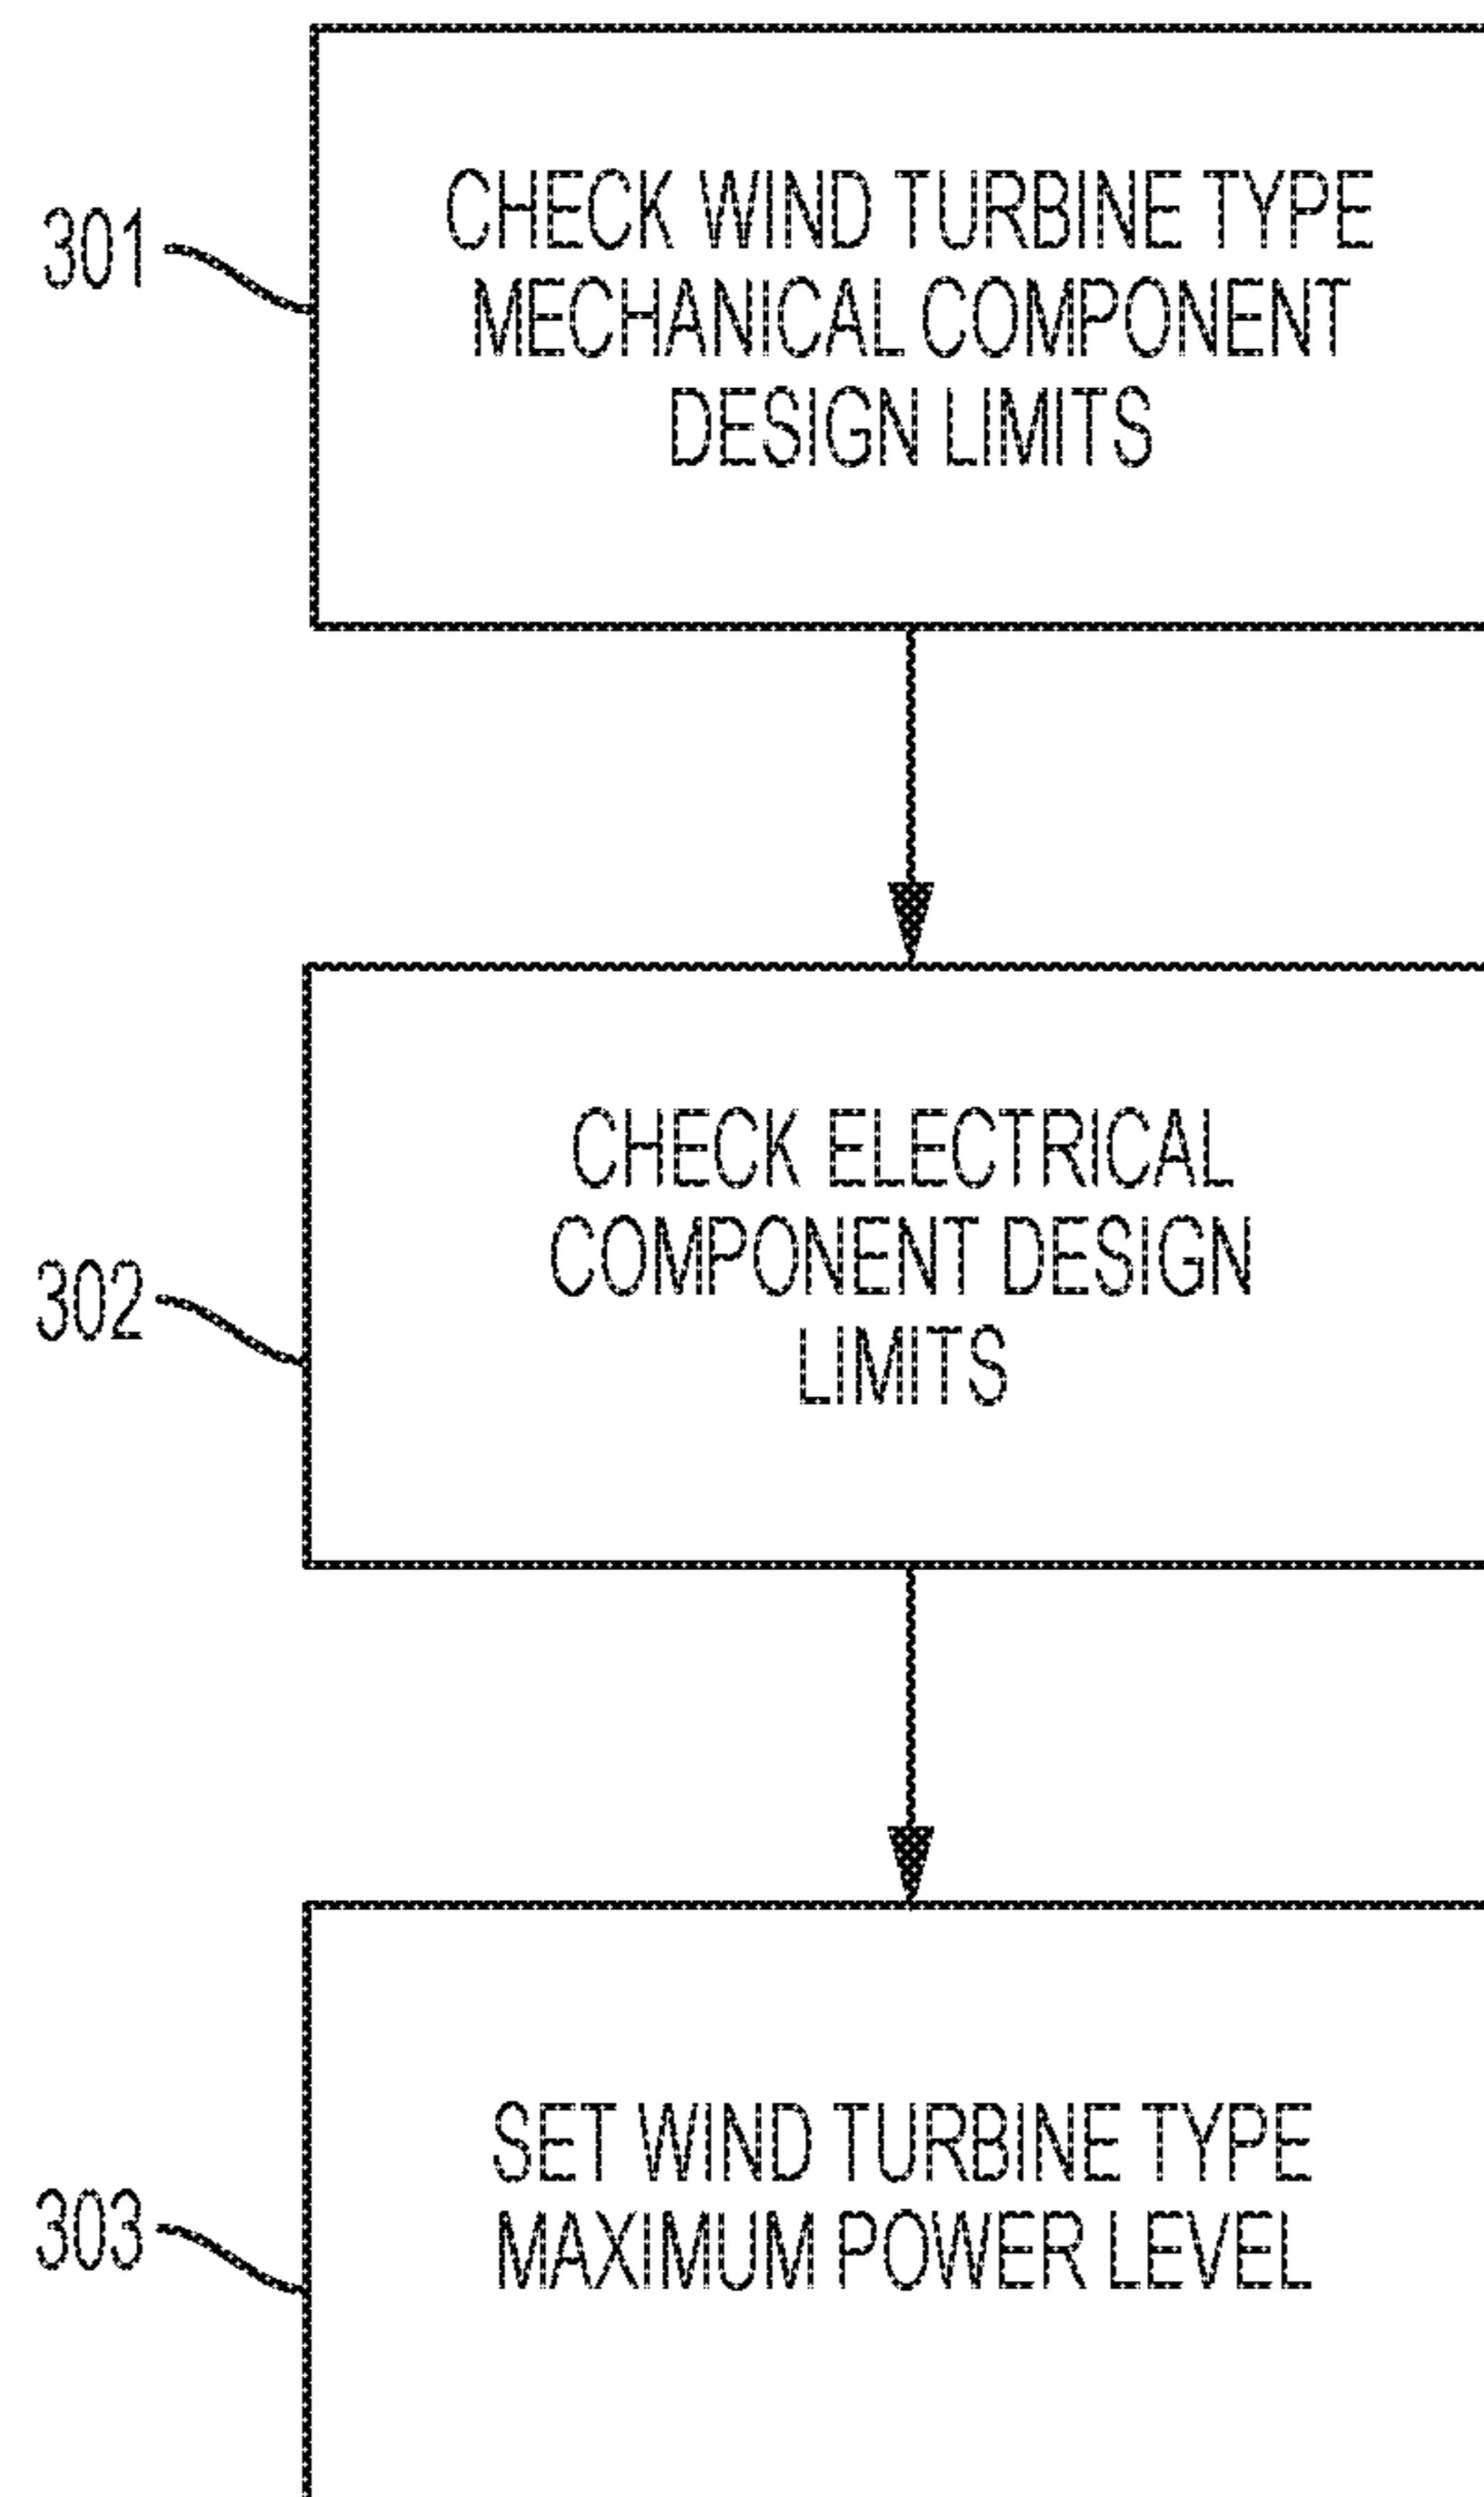 301
CHECK WIND TURBINE TYPE
MECHANICAL COMPONENT
DESIGN LIMITS
302
CHECK ELECTRICAL
COMPONENT DESIGN
LIMITS
303
SET WIND TURBINE TYPE
MAXIMUM POWER LEVEL